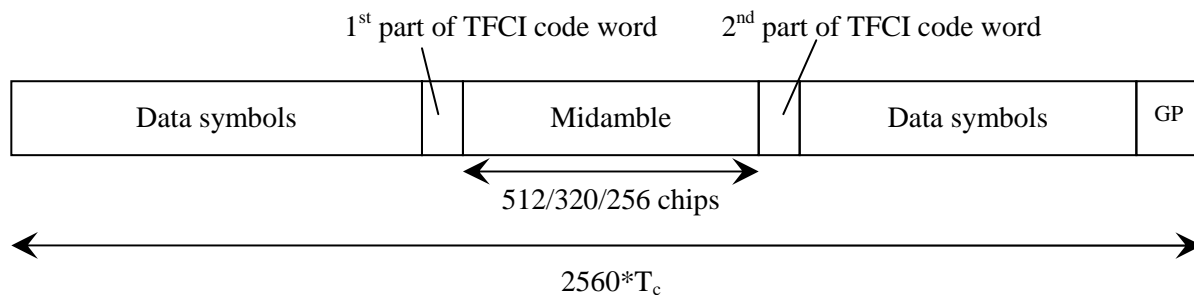 1st part of TFCI code word
2nd part of TFCI code word
Data symbols
Midamble
Data symbols
GP
512/320/256 chips
2560*Tc